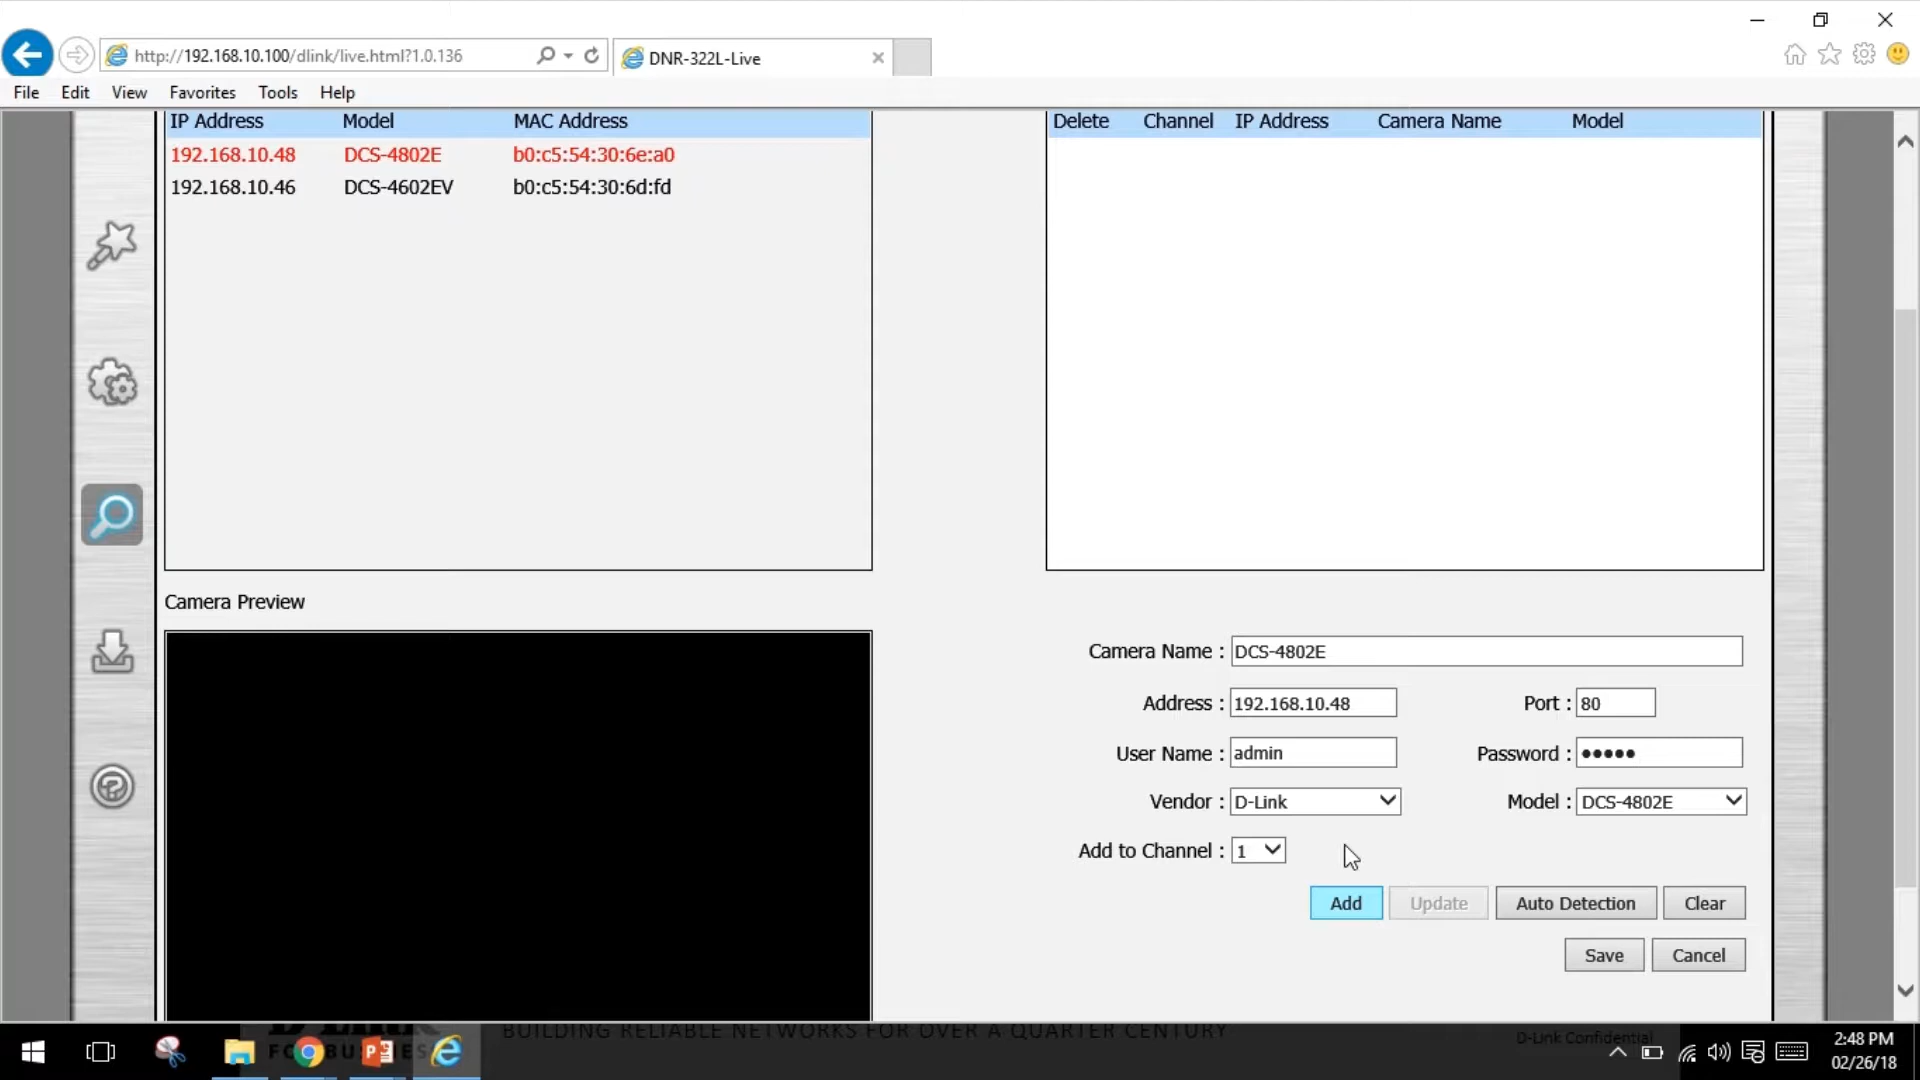 http://192.168.10.100/dlink/live.html?1.0.136
DNR-322L-Live
File Edit View Favorites Tools Help
IP Address Model MAC Address
192.168.10.48 DCS-4802E b0:c5:54:30:6e:a0
192.168.10.46 DCS-4602EV b0:c5:54:30:6d:fd
Delete Channel IP Address Camera Name Model
Camera Preview
Camera Name : DCS-4802E
Address : 192.168.10.48 Port : 80
User Name : admin Password : ●●●●●
Vendor : D-Link Model : DCS-4802E
Add to Channel : 1
Add Update Auto Detection Clear
Save Cancel
BUILDING RELIABLE NETWORKS FOR OVER A QUARTER CENTURY
D-Link Confidential
2:48 PM
02/26/18